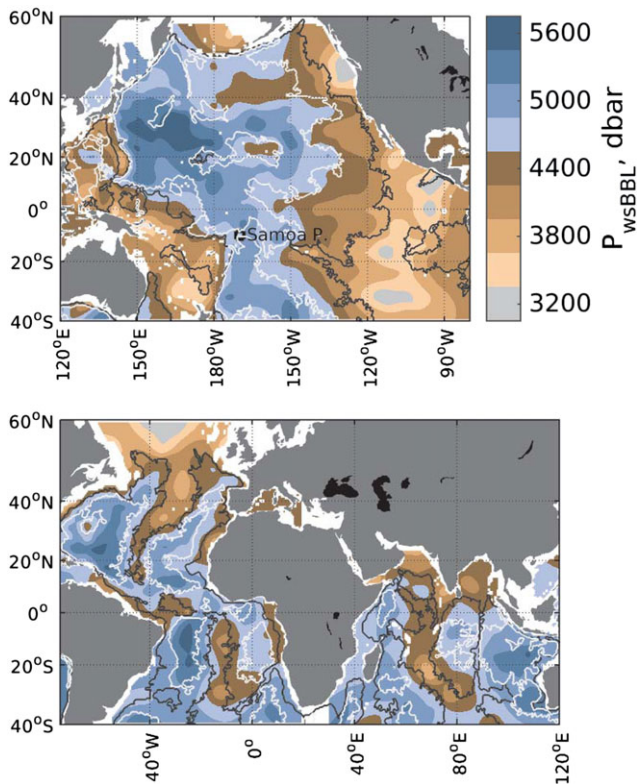 60°N
40°N
20°N
0°
20°S
40°S
120°E
150°E
180°W
150°W
120°W
90°W
Samoa P.
5600
5000
4400
3800
3200
P_wsBBL, dbar
60°N
40°N
20°N
0°
20°S
40°S
40°W
0°
40°E
80°E
120°E